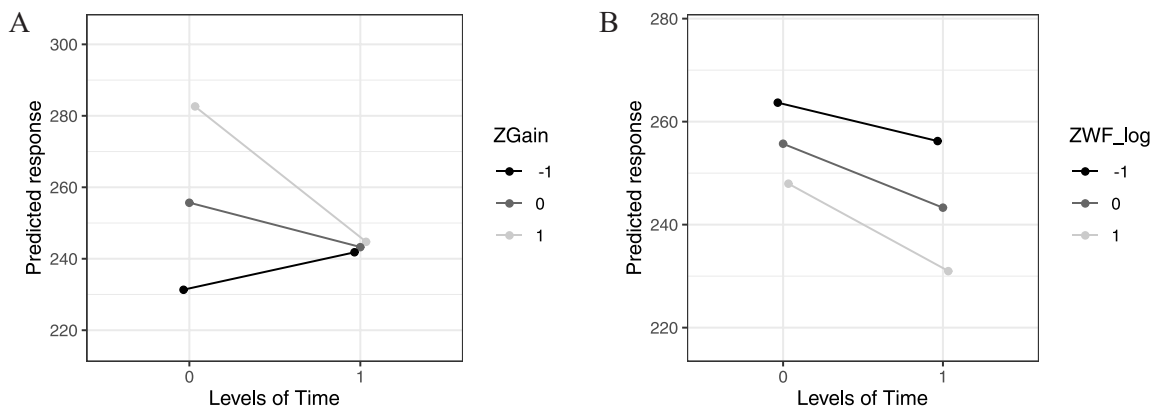 A
300
280
260
240
220
Predicted response
0 1
Levels of Time
ZGain
-1
0
1
B
280
260
240
220
Predicted response
0 1
Levels of Time
ZWF_log
-1
0
1